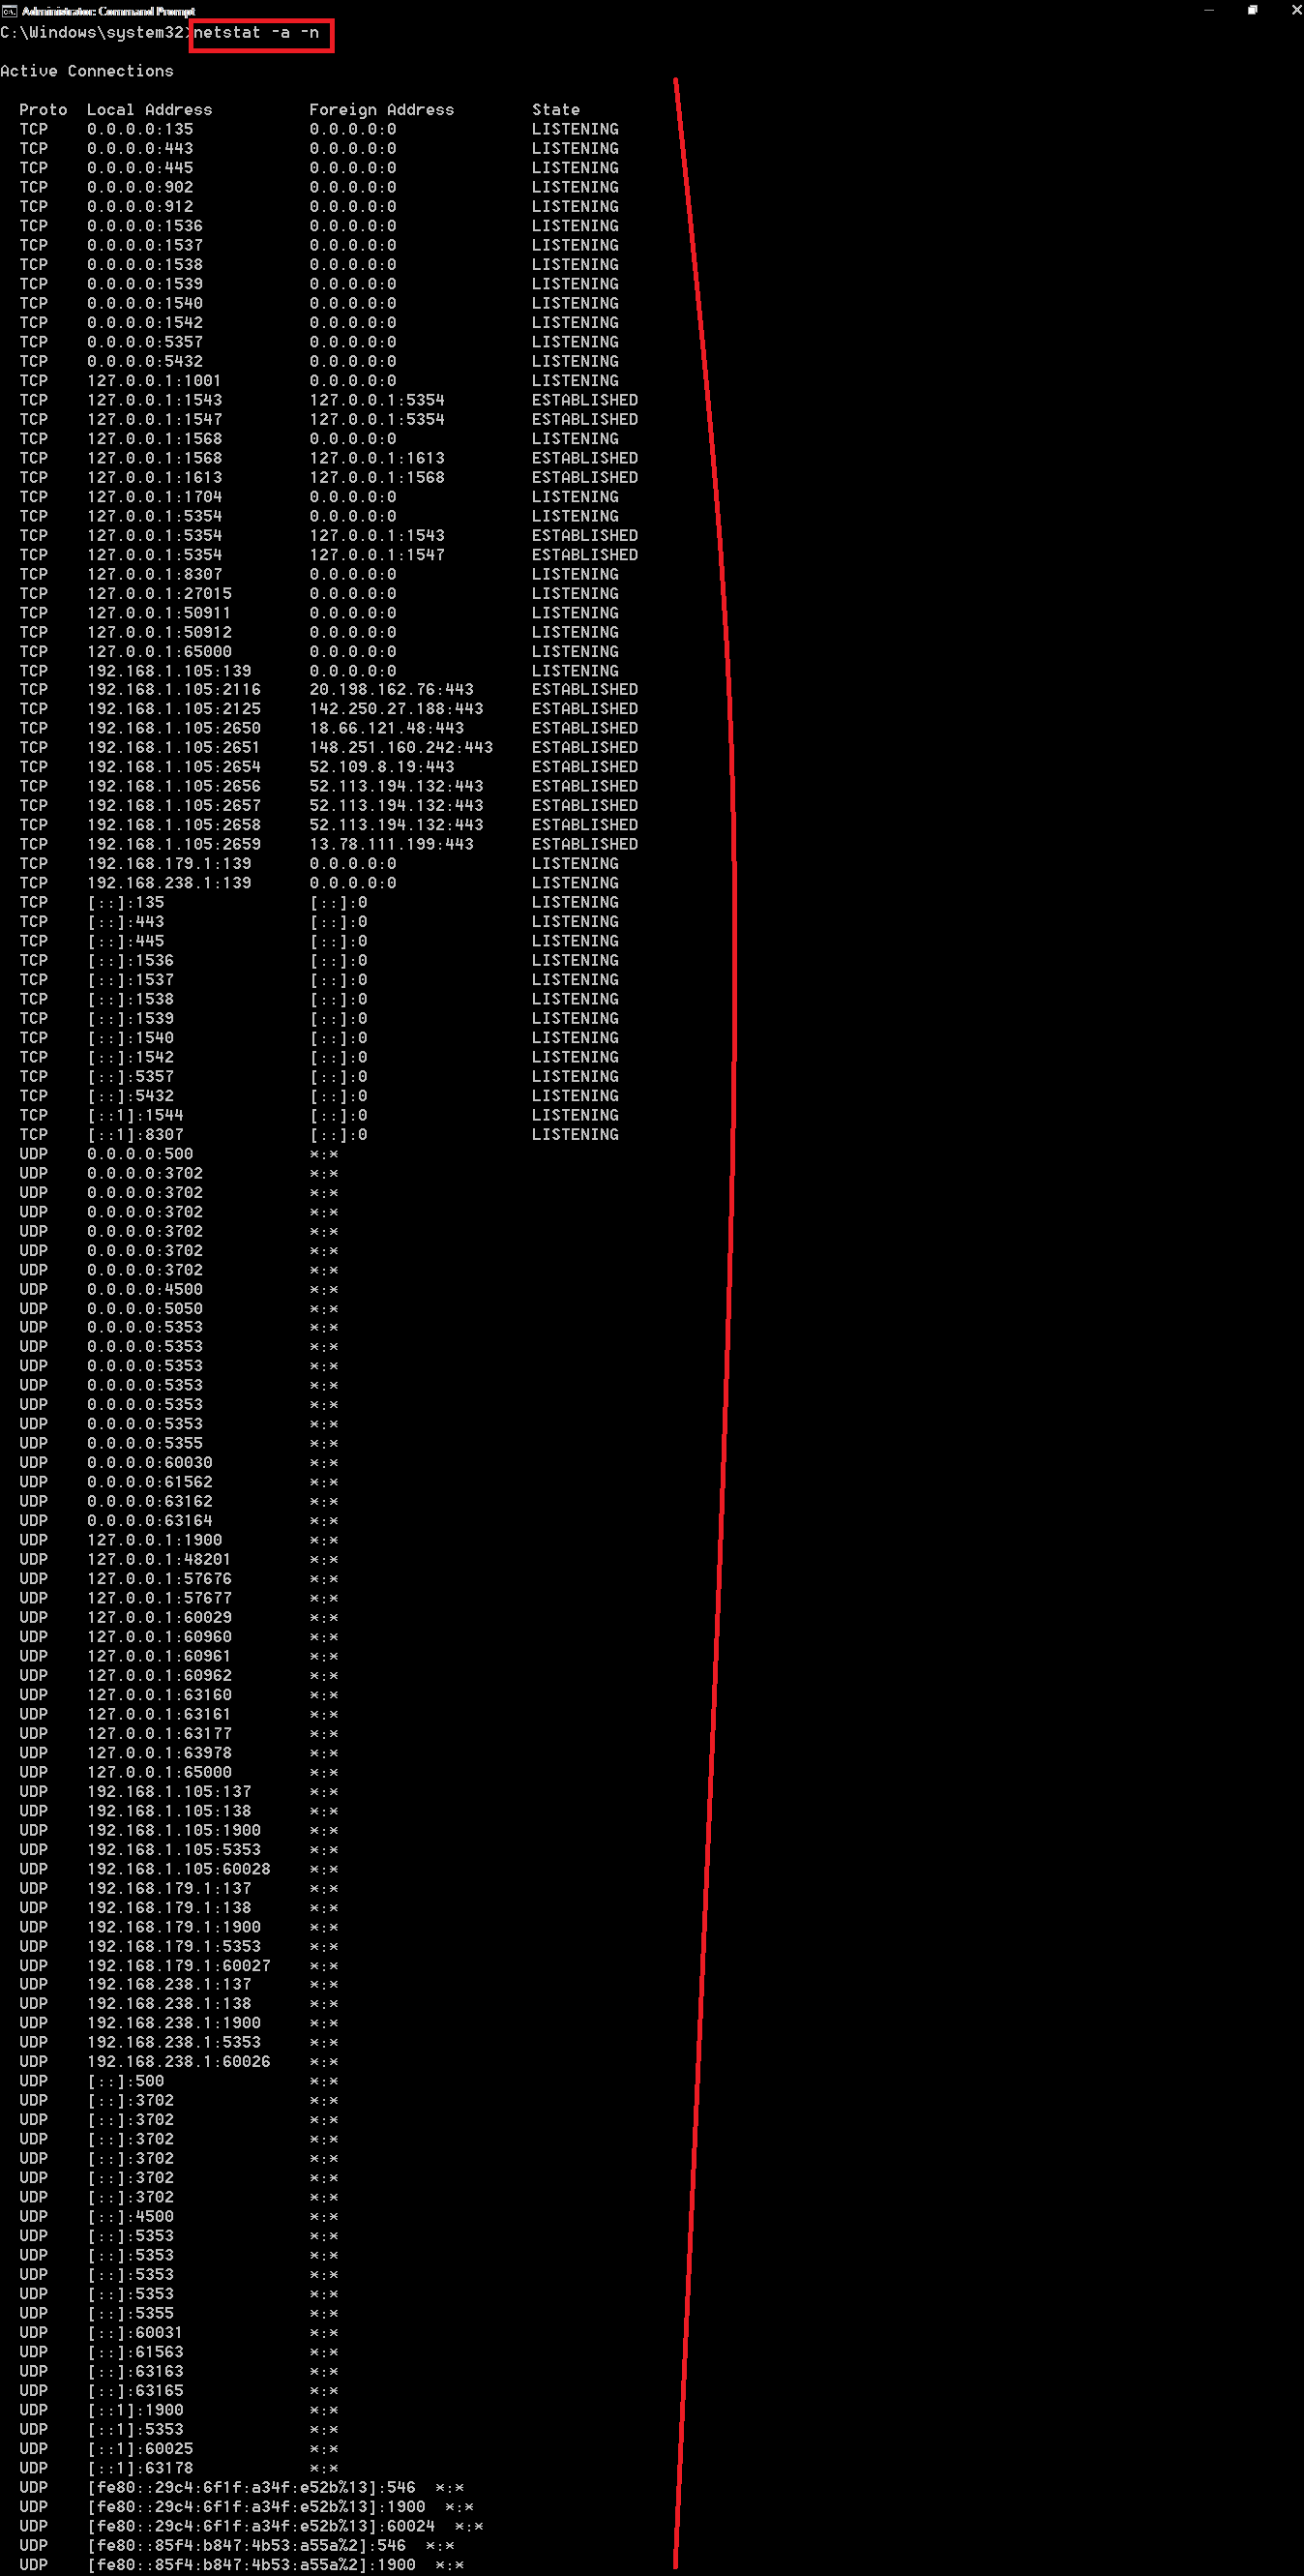 Administrator: Command Prompt
C:\Windows\system32>netstat -a -n
Active Connections
Proto  Local Address          Foreign Address        State
TCP    0.0.0.0:135            0.0.0.0:0              LISTENING
TCP    0.0.0.0:443            0.0.0.0:0              LISTENING
TCP    0.0.0.0:445            0.0.0.0:0              LISTENING
TCP    0.0.0.0:902            0.0.0.0:0              LISTENING
TCP    0.0.0.0:912            0.0.0.0:0              LISTENING
TCP    0.0.0.0:1536           0.0.0.0:0              LISTENING
TCP    0.0.0.0:1537           0.0.0.0:0              LISTENING
TCP    0.0.0.0:1538           0.0.0.0:0              LISTENING
TCP    0.0.0.0:1539           0.0.0.0:0              LISTENING
TCP    0.0.0.0:1540           0.0.0.0:0              LISTENING
TCP    0.0.0.0:1542           0.0.0.0:0              LISTENING
TCP    0.0.0.0:5357           0.0.0.0:0              LISTENING
TCP    0.0.0.0:5432           0.0.0.0:0              LISTENING
TCP    127.0.0.1:1001         0.0.0.0:0              LISTENING
TCP    127.0.0.1:1543         127.0.0.1:5354         ESTABLISHED
TCP    127.0.0.1:1547         127.0.0.1:5354         ESTABLISHED
TCP    127.0.0.1:1568         0.0.0.0:0              LISTENING
TCP    127.0.0.1:1568         127.0.0.1:1613         ESTABLISHED
TCP    127.0.0.1:1613         127.0.0.1:1568         ESTABLISHED
TCP    127.0.0.1:1704         0.0.0.0:0              LISTENING
TCP    127.0.0.1:5354         0.0.0.0:0              LISTENING
TCP    127.0.0.1:5354         127.0.0.1:1543         ESTABLISHED
TCP    127.0.0.1:5354         127.0.0.1:1547         ESTABLISHED
TCP    127.0.0.1:8307         0.0.0.0:0              LISTENING
TCP    127.0.0.1:27015        0.0.0.0:0              LISTENING
TCP    127.0.0.1:50911        0.0.0.0:0              LISTENING
TCP    127.0.0.1:50912        0.0.0.0:0              LISTENING
TCP    127.0.0.1:65000        0.0.0.0:0              LISTENING
TCP    192.168.1.105:139      0.0.0.0:0              LISTENING
TCP    192.168.1.105:2116     20.198.162.76:443      ESTABLISHED
TCP    192.168.1.105:2125     142.250.27.188:443     ESTABLISHED
TCP    192.168.1.105:2650     18.66.121.48:443       ESTABLISHED
TCP    192.168.1.105:2651     148.251.160.242:443    ESTABLISHED
TCP    192.168.1.105:2654     52.109.8.19:443        ESTABLISHED
TCP    192.168.1.105:2656     52.113.194.132:443     ESTABLISHED
TCP    192.168.1.105:2657     52.113.194.132:443     ESTABLISHED
TCP    192.168.1.105:2658     52.113.194.132:443     ESTABLISHED
TCP    192.168.1.105:2659     13.78.111.199:443      ESTABLISHED
TCP    192.168.179.1:139      0.0.0.0:0              LISTENING
TCP    192.168.238.1:139      0.0.0.0:0              LISTENING
TCP    [::]:135               [::]:0                 LISTENING
TCP    [::]:443               [::]:0                 LISTENING
TCP    [::]:445               [::]:0                 LISTENING
TCP    [::]:1536              [::]:0                 LISTENING
TCP    [::]:1537              [::]:0                 LISTENING
TCP    [::]:1538              [::]:0                 LISTENING
TCP    [::]:1539              [::]:0                 LISTENING
TCP    [::]:1540              [::]:0                 LISTENING
TCP    [::]:1542              [::]:0                 LISTENING
TCP    [::]:5357              [::]:0                 LISTENING
TCP    [::]:5432              [::]:0                 LISTENING
TCP    [::1]:1544             [::]:0                 LISTENING
TCP    [::1]:8307             [::]:0                 LISTENING
UDP    0.0.0.0:500            *:*
UDP    0.0.0.0:3702           *:*
UDP    0.0.0.0:3702           *:*
UDP    0.0.0.0:3702           *:*
UDP    0.0.0.0:3702           *:*
UDP    0.0.0.0:3702           *:*
UDP    0.0.0.0:3702           *:*
UDP    0.0.0.0:4500           *:*
UDP    0.0.0.0:5050           *:*
UDP    0.0.0.0:5353           *:*
UDP    0.0.0.0:5353           *:*
UDP    0.0.0.0:5353           *:*
UDP    0.0.0.0:5353           *:*
UDP    0.0.0.0:5353           *:*
UDP    0.0.0.0:5353           *:*
UDP    0.0.0.0:5355           *:*
UDP    0.0.0.0:60030          *:*
UDP    0.0.0.0:61562          *:*
UDP    0.0.0.0:63162          *:*
UDP    0.0.0.0:63164          *:*
UDP    127.0.0.1:1900         *:*
UDP    127.0.0.1:48201        *:*
UDP    127.0.0.1:57676        *:*
UDP    127.0.0.1:57677        *:*
UDP    127.0.0.1:60029        *:*
UDP    127.0.0.1:60960        *:*
UDP    127.0.0.1:60961        *:*
UDP    127.0.0.1:60962        *:*
UDP    127.0.0.1:63160        *:*
UDP    127.0.0.1:63161        *:*
UDP    127.0.0.1:63177        *:*
UDP    127.0.0.1:63978        *:*
UDP    127.0.0.1:65000        *:*
UDP    192.168.1.105:137      *:*
UDP    192.168.1.105:138      *:*
UDP    192.168.1.105:1900     *:*
UDP    192.168.1.105:5353     *:*
UDP    192.168.1.105:60028    *:*
UDP    192.168.179.1:137      *:*
UDP    192.168.179.1:138      *:*
UDP    192.168.179.1:1900     *:*
UDP    192.168.179.1:5353     *:*
UDP    192.168.179.1:60027    *:*
UDP    192.168.238.1:137      *:*
UDP    192.168.238.1:138      *:*
UDP    192.168.238.1:1900     *:*
UDP    192.168.238.1:5353     *:*
UDP    192.168.238.1:60026    *:*
UDP    [::]:500               *:*
UDP    [::]:3702              *:*
UDP    [::]:3702              *:*
UDP    [::]:3702              *:*
UDP    [::]:3702              *:*
UDP    [::]:3702              *:*
UDP    [::]:3702              *:*
UDP    [::]:4500              *:*
UDP    [::]:5353              *:*
UDP    [::]:5353              *:*
UDP    [::]:5353              *:*
UDP    [::]:5353              *:*
UDP    [::]:5355              *:*
UDP    [::]:60031             *:*
UDP    [::]:61563             *:*
UDP    [::]:63163             *:*
UDP    [::]:63165             *:*
UDP    [::1]:1900             *:*
UDP    [::1]:5353             *:*
UDP    [::1]:60025            *:*
UDP    [::1]:63178            *:*
UDP    [fe80::29c4:6f1f:a34f:e52b%13]:546  *:*
UDP    [fe80::29c4:6f1f:a34f:e52b%13]:1900  *:*
UDP    [fe80::29c4:6f1f:a34f:e52b%13]:60024  *:*
UDP    [fe80::85f4:b847:4b53:a55a%2]:546  *:*
UDP    [fe80::85f4:b847:4b53:a55a%2]:1900  *:*